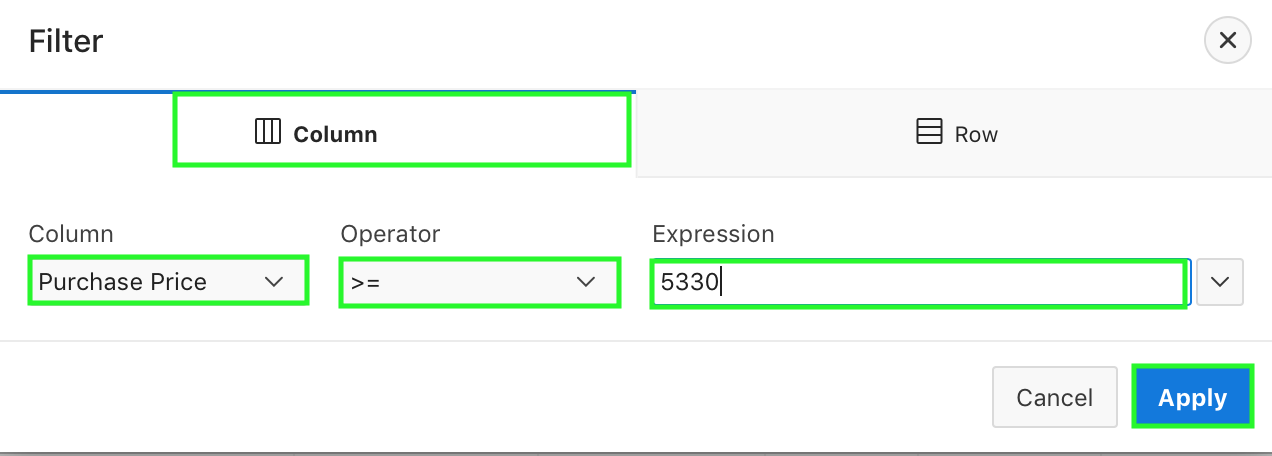 Filter
Column
Row
Column
Operator
Expression
Purchase Price
>=
5330
Cancel
Apply